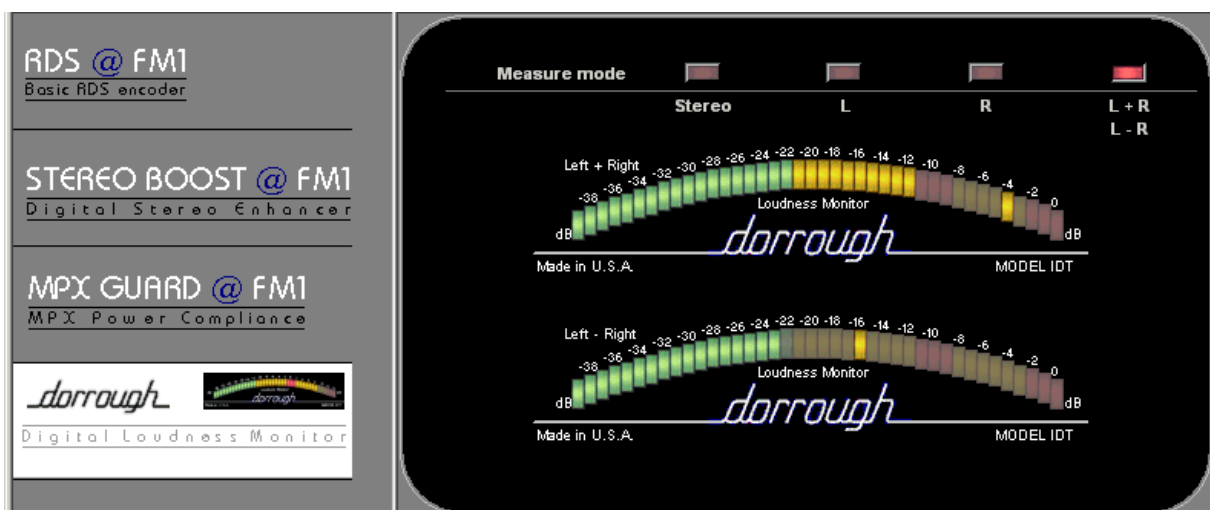 RDS @ FM1
Basic RDS encoder
STEREO BOOST @ FM1
Digital Stereo Enhancer
MPX GUARD @ FM1
MPX Power Compliance
dorrough
Digital Loudness Monitor
Measure mode
Stereo L R L + R
L - R
Left + Right
-38 -36 -34 -32 -30 -28 -26 -24 -22 -20 -18 -16 -14 -12 -10 -8 -6 -4 -2 0
Loudness Monitor
dB dorrough dB
Made in U.S.A. MODEL IDT
Left - Right
-38 -36 -34 -32 -30 -28 -26 -24 -22 -20 -18 -16 -14 -12 -10 -8 -6 -4 -2 0
Loudness Monitor
dB dorrough dB
Made in U.S.A. MODEL IDT